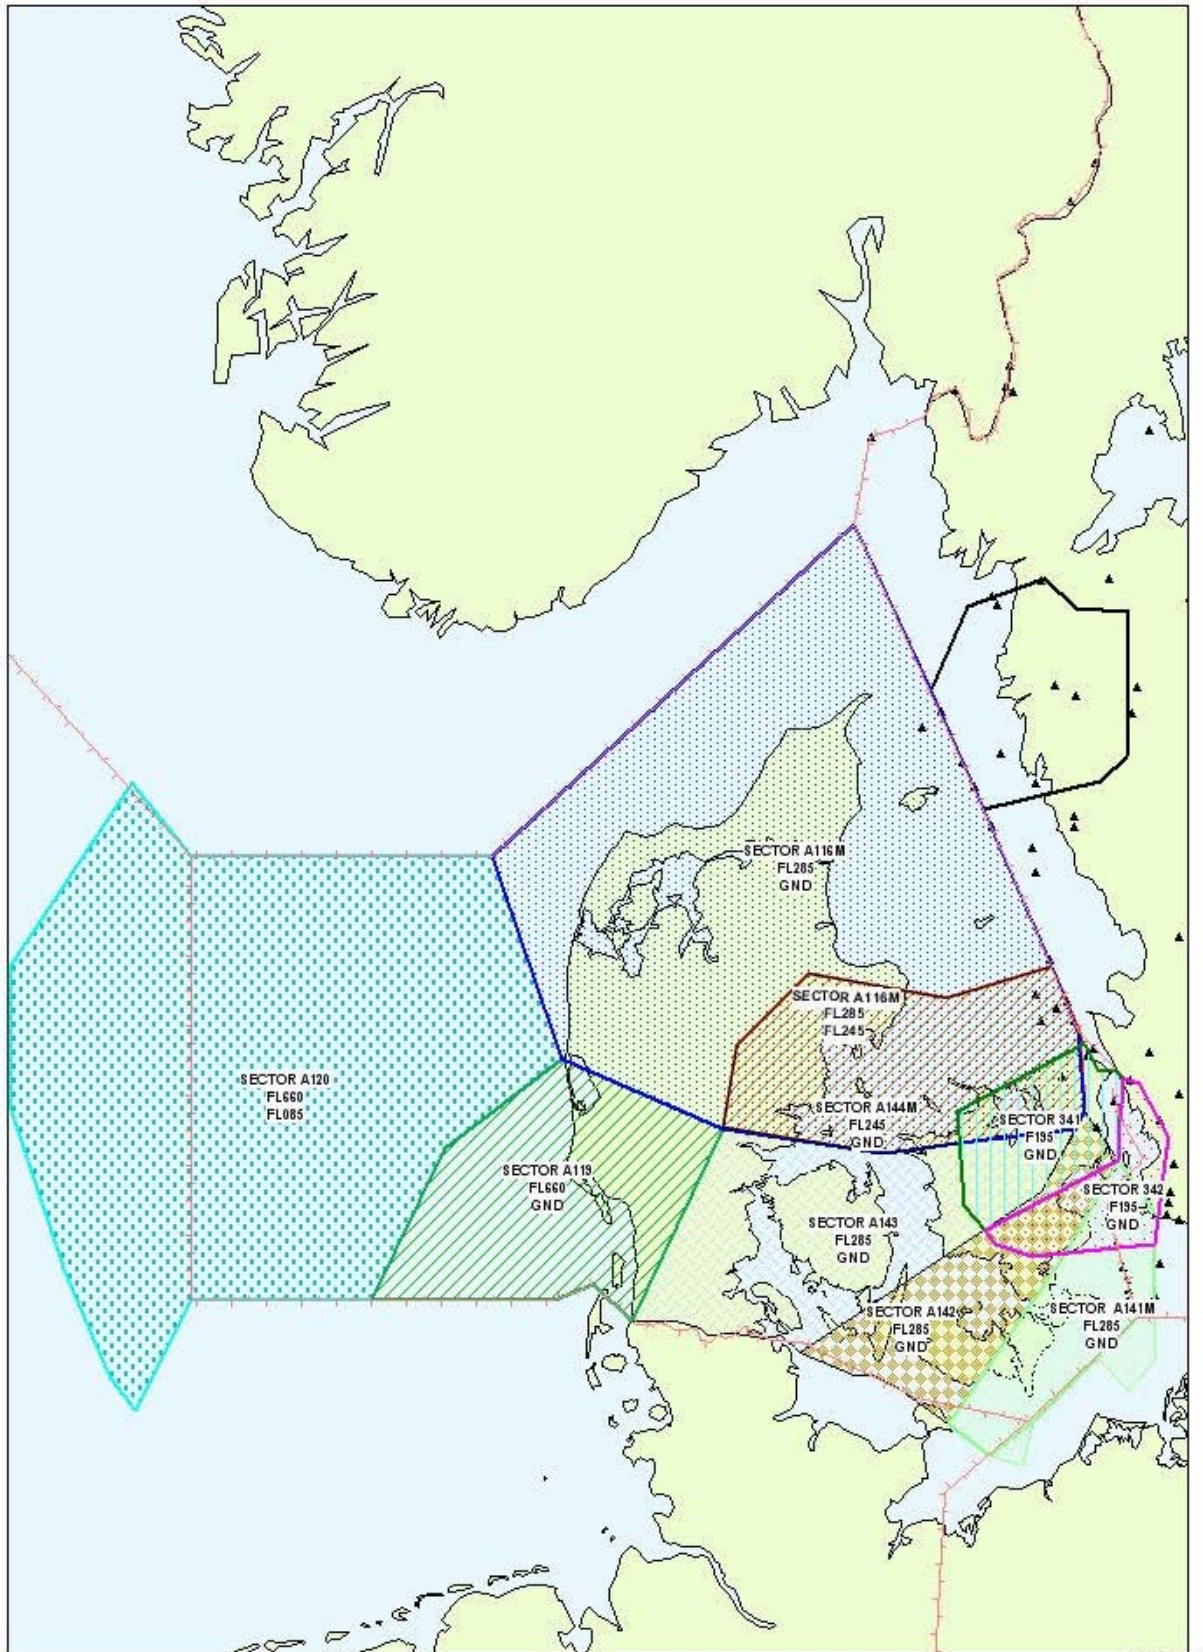 SECTOR A116M
FL285
GND
SECTOR A116M
FL285
FL245
SECTOR A120
FL660
FL085
SECTOR A144M
FL245
GND
SECTOR 341
F195
GND
SECTOR A119
FL660
GND
SECTOR 342
F195
GND
SECTOR A143
FL285
GND
SECTOR A142
FL285
GND
SECTOR A141M
FL285
GND